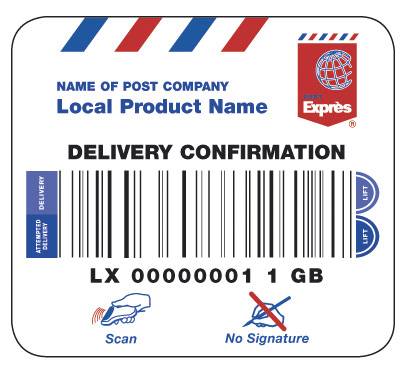 NAME OF POST COMPANY
Local Product Name
Exprès
®
DELIVERY CONFIRMATION
DELIVERY
ATTEMPTED
DELIVERY
LIFT
LIFT
LX 00000001 1 GB
Scan
No Signature